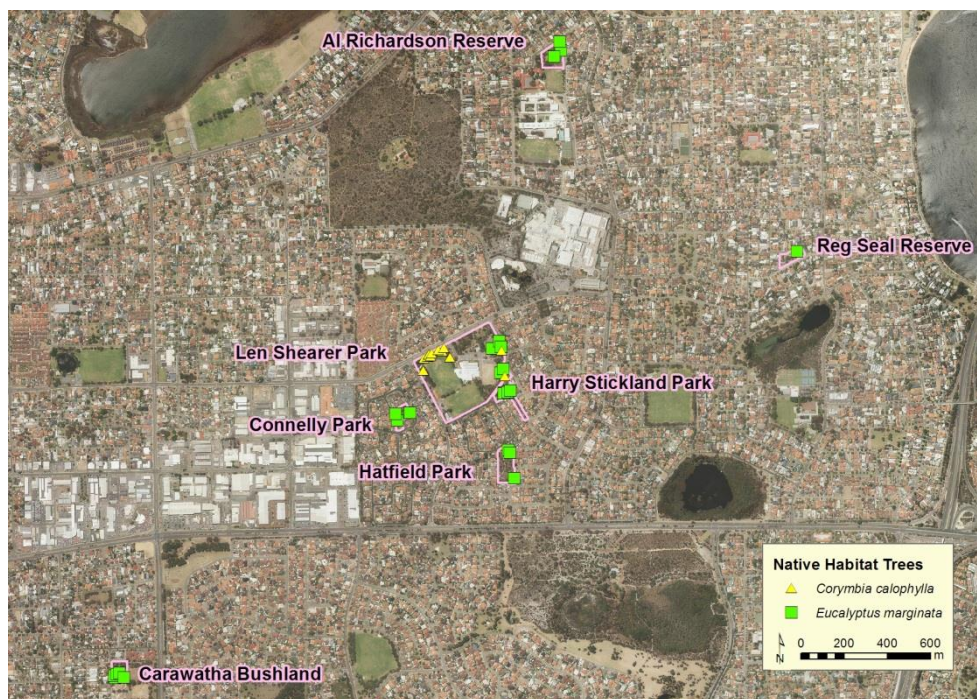 Al Richardson Reserve
Reg Seal Reserve
Len Shearer Park
Harry Stickland Park
Connelly Park
Hatfield Park
Carawatha Bushland
Native Habitat Trees
Corymbia calophylla
Eucalyptus marginata
N
0 200 400 600
m